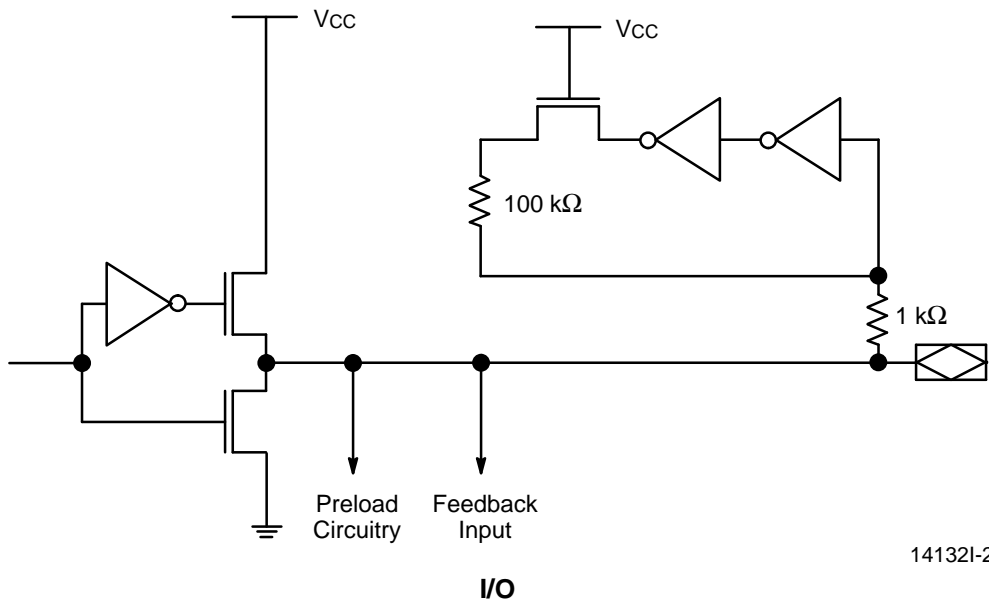 VCC
VCC
100 kΩ
1 kΩ
Preload
Circuitry
Feedback
Input
14132I-2
I/O